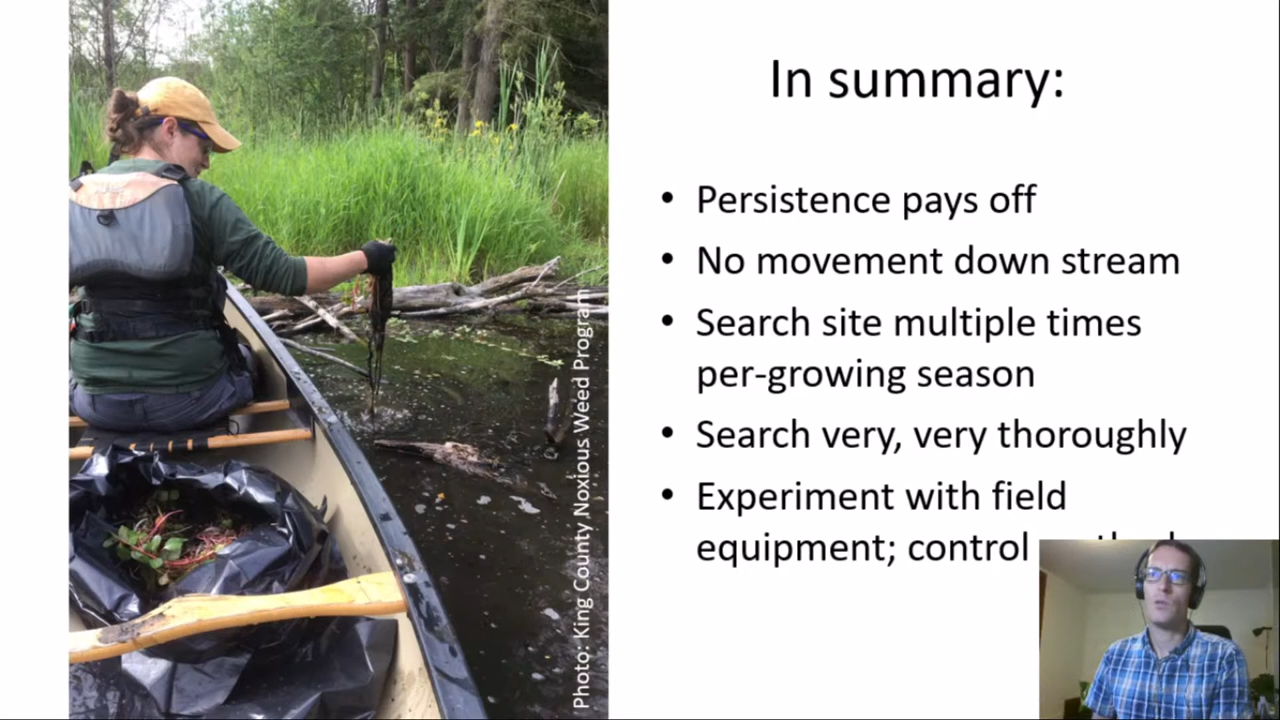 In summary:
• Persistence pays off
• No movement down stream
• Search site multiple times
per-growing season
• Search very, very thoroughly
• Experiment with field
equipment; control
Photo: King County Noxious Weed Program